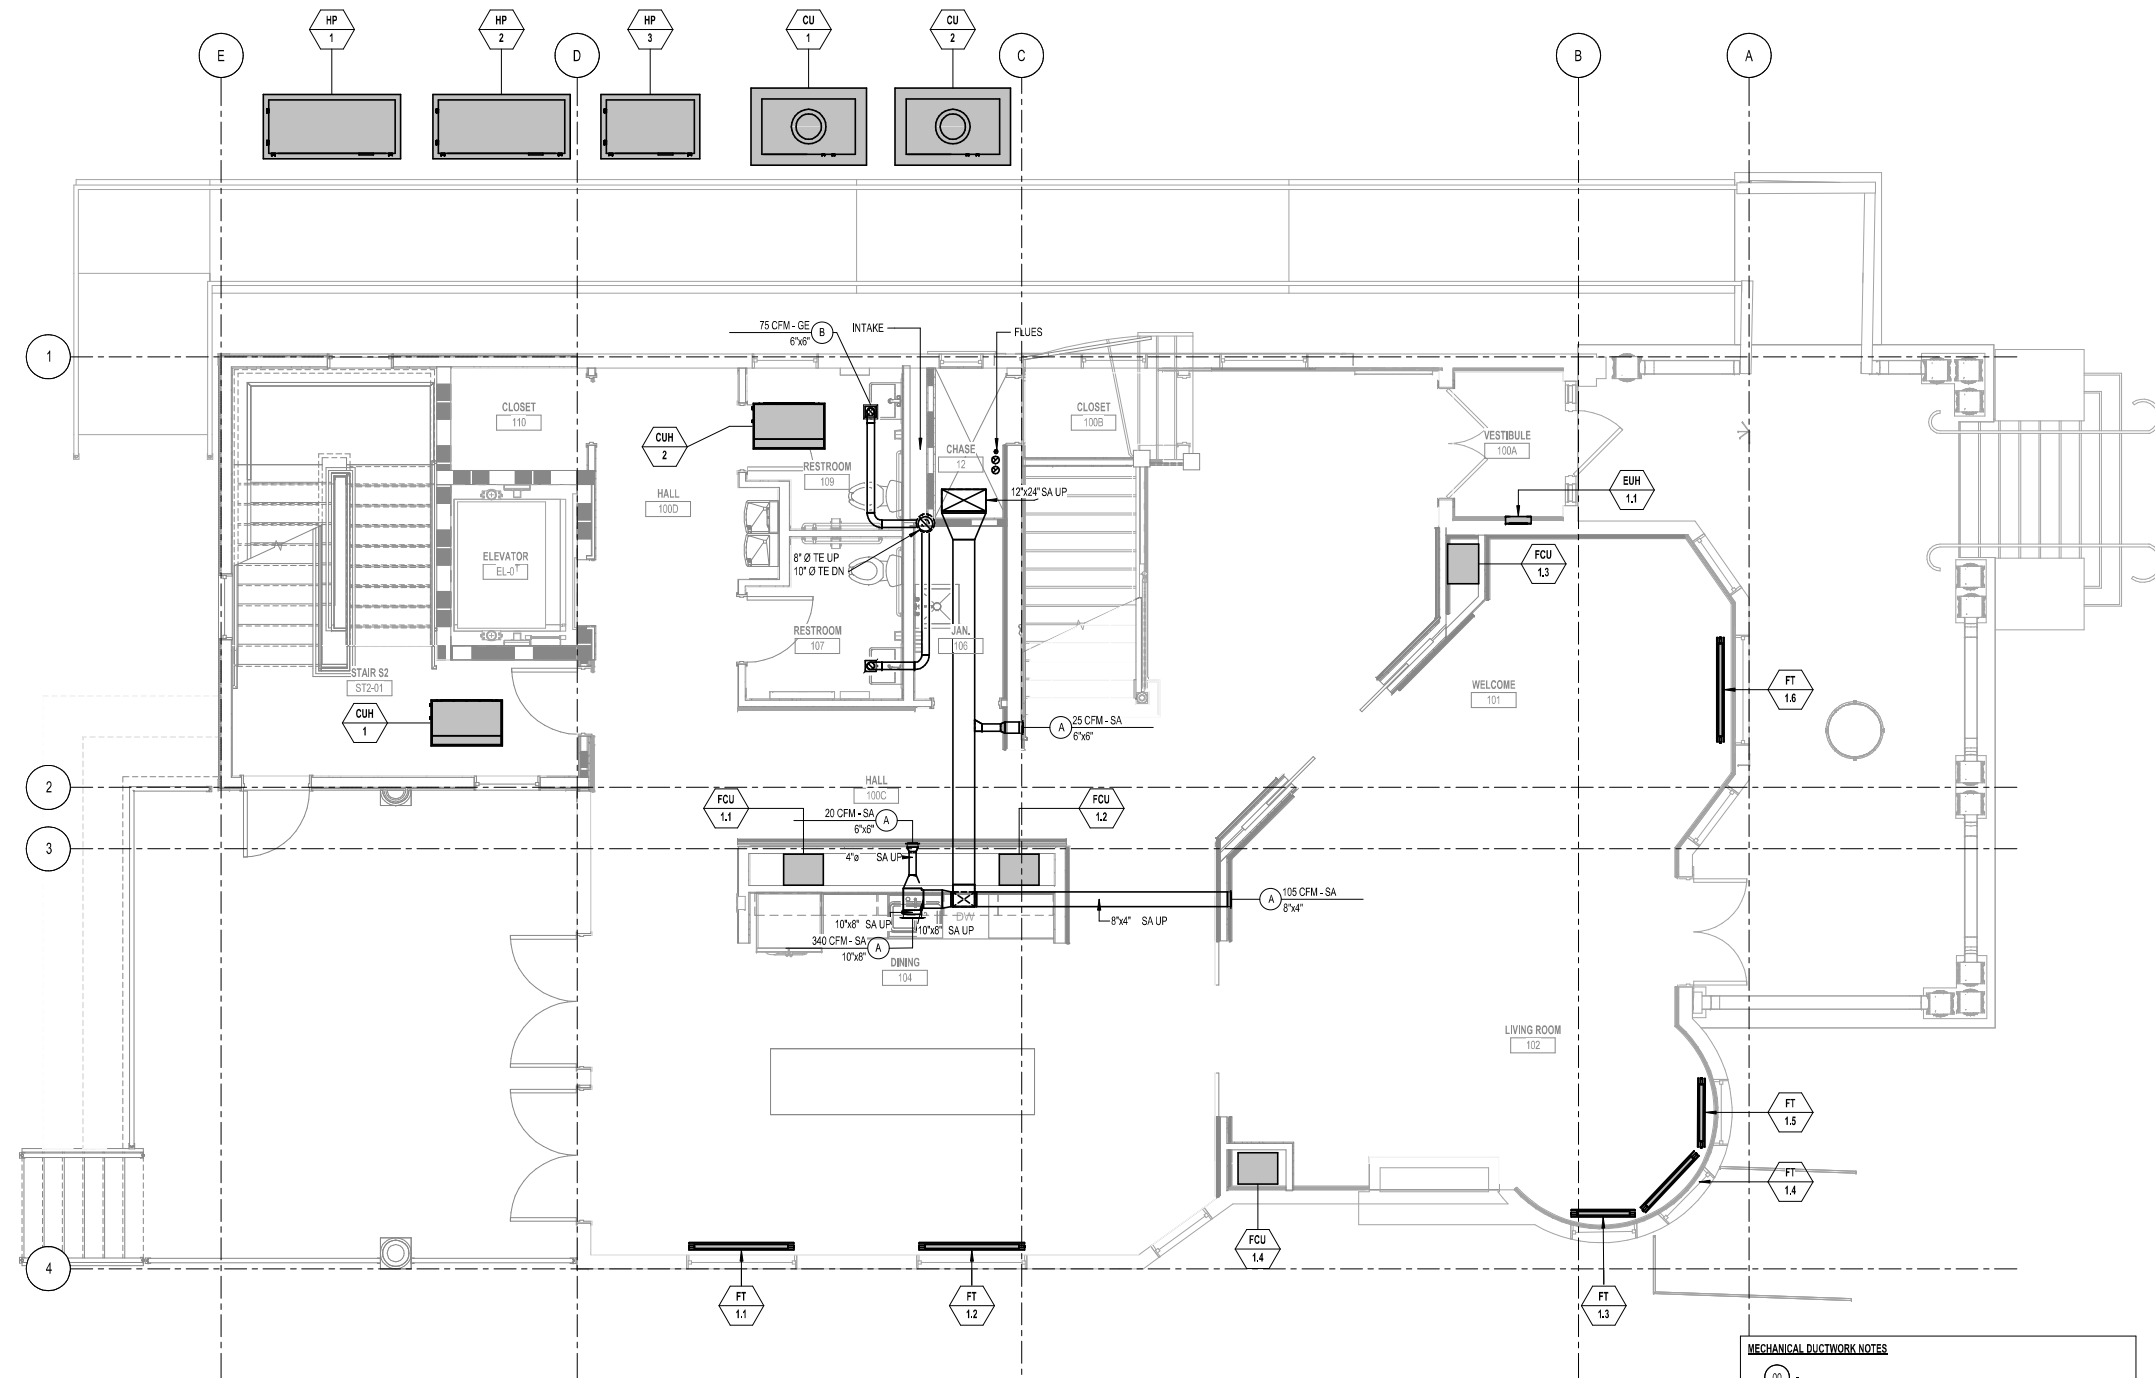 HP
1
HP
2
HP
3
CU
1
CU
2
E
D
C
B
A
1
75 CFM - GE
6"x6"
B
INTAKE
FLUES
CLOSET
110
CUH
2
RESTROOM
109
CHASE
12
CLOSET
100B
VESTIBULE
100A
HALL
100D
12"x24" SA UP
EUH
1.1
ELEVATOR
EL-01
8" Ø TE UP
10" Ø TE DN
FCU
1.3
RESTROOM
107
JAN.
106
STAIR S2
ST2-01
WELCOME
101
FT
1.6
CUH
1
A
25 CFM - SA
6"x6"
2
HALL
100C
FCU
1.1
FCU
1.2
20 CFM - SA
6"x6"
A
3
4"ø SA UP
A
105 CFM - SA
8"x4"
10"x8" SA UP
DW
10"x8" SA UP
8"x4" SA UP
340 CFM - SA
10"x8"
A
DINING
104
LIVING ROOM
102
FT
1.5
FT
1.4
FCU
1.4
4
FT
1.1
FT
1.2
FT
1.3
MECHANICAL DUCTWORK NOTES
00 -